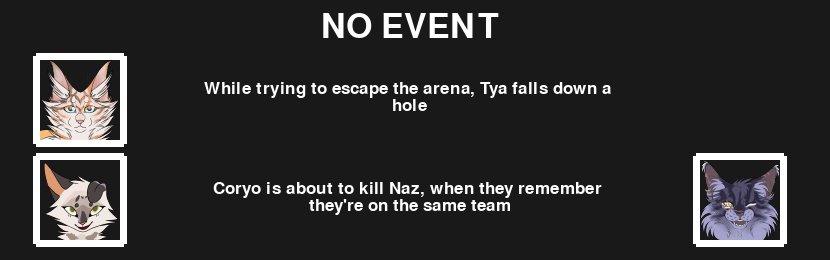 NO EVENT
While trying to escape the arena, Tya falls down a
hole
Coryo is about to kill Naz, when they remember
they're on the same team